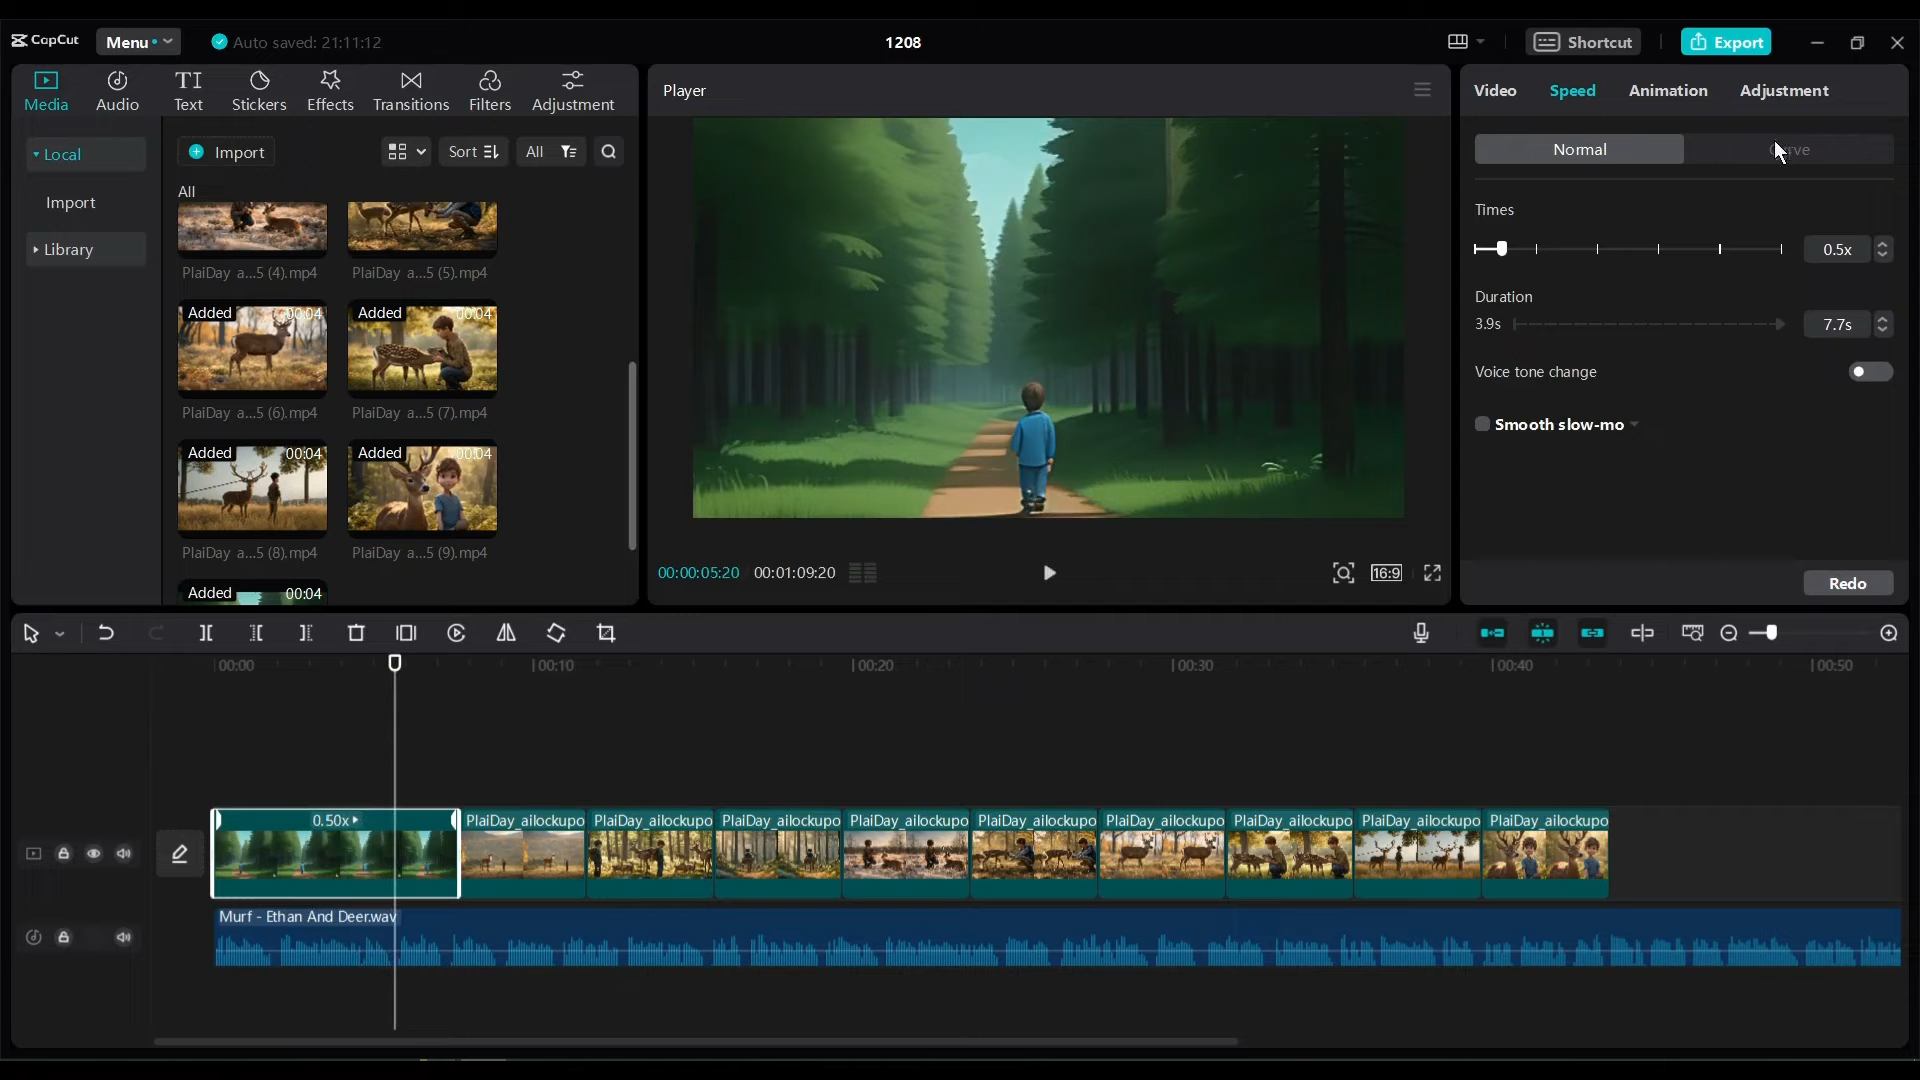 CapCut
Menu
Auto saved: 21:11:12
1208
Shortcut
Export
Media
Audio
Text
Stickers
Effects
Transitions
Filters
Adjustment
Player
Video
Speed
Animation
Adjustment
Local
Import
Library
Import
Sort
All
All
PlaiDay a...5 (4).mp4
PlaiDay a...5 (5).mp4
Added 00:04
Added 00:04
PlaiDay a...5 (6).mp4
PlaiDay a...5 (7).mp4
Added 00:04
Added 00:04
PlaiDay a...5 (8).mp4
PlaiDay a...5 (9).mp4
Added 00:04
00:00:05:20 00:01:09:20
16:9
Normal
Times
0.5x
Duration
3.9s
7.7s
Voice tone change
Smooth slow-mo
Redo
00:00
00:10
00:20
00:30
00:40
00:50
0.50x
PlaiDay_ailockupo
PlaiDay_ailockupo
PlaiDay_ailockupo
PlaiDay_ailockupo
PlaiDay_ailockupo
PlaiDay_ailockupo
PlaiDay_ailockupo
PlaiDay_ailockupo
PlaiDay_ailockupo
Murf - Ethan And Deer.wav